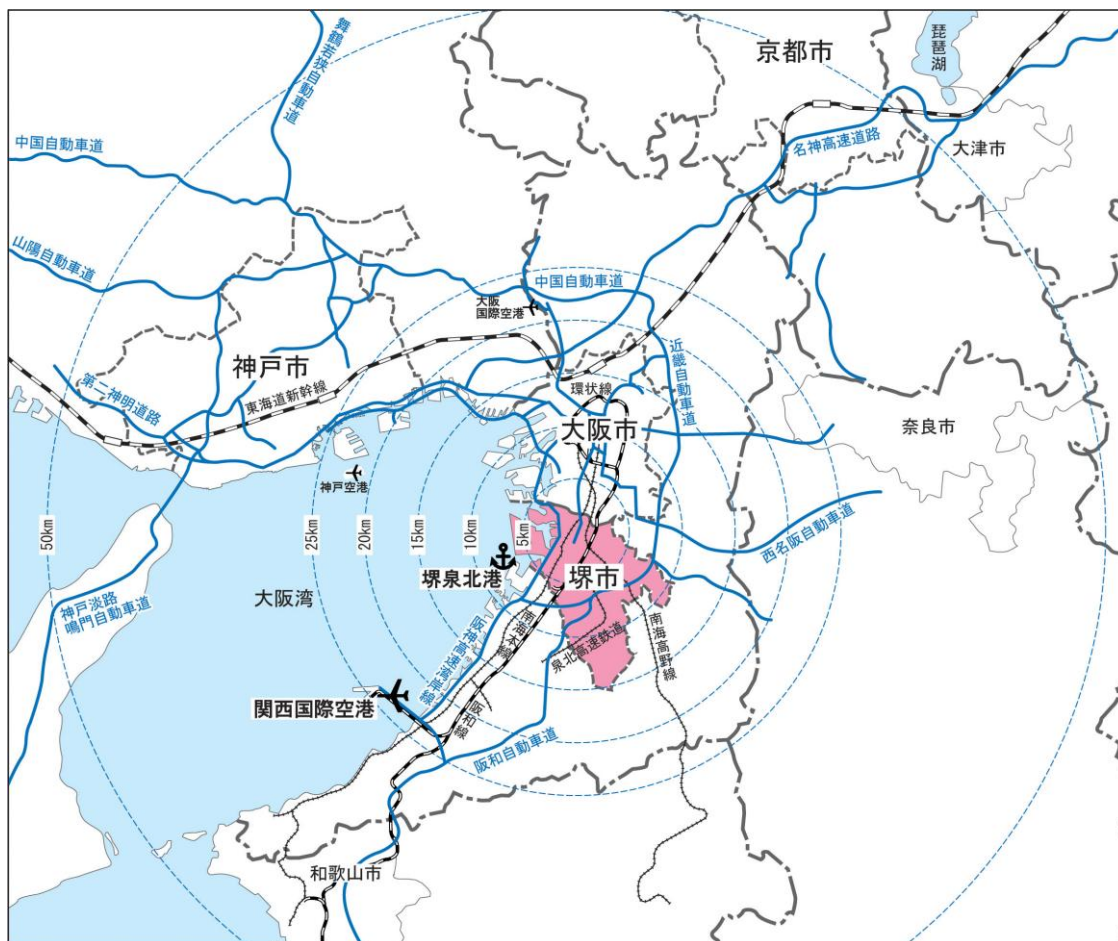 舞鶴若狭自動車道
京都市
琵琶湖
中国自動車道
名神高速道路
大津市
山陽自動車道
中国自動車道
大阪
国際空港
近畿自動車道
神戸市
第二神明道路
東海道新幹線
環状線
大阪市
奈良市
神戸空港
50km
25km
20km
15km
10km
5km
西名阪自動車道
堺泉北港
堺市
大阪湾
神戸淡路
鳴門自動車道
阪神高速湾岸線
南海本線
泉北高速鉄道
南海高野線
関西国際空港
阪和線
阪和自動車道
和歌山市